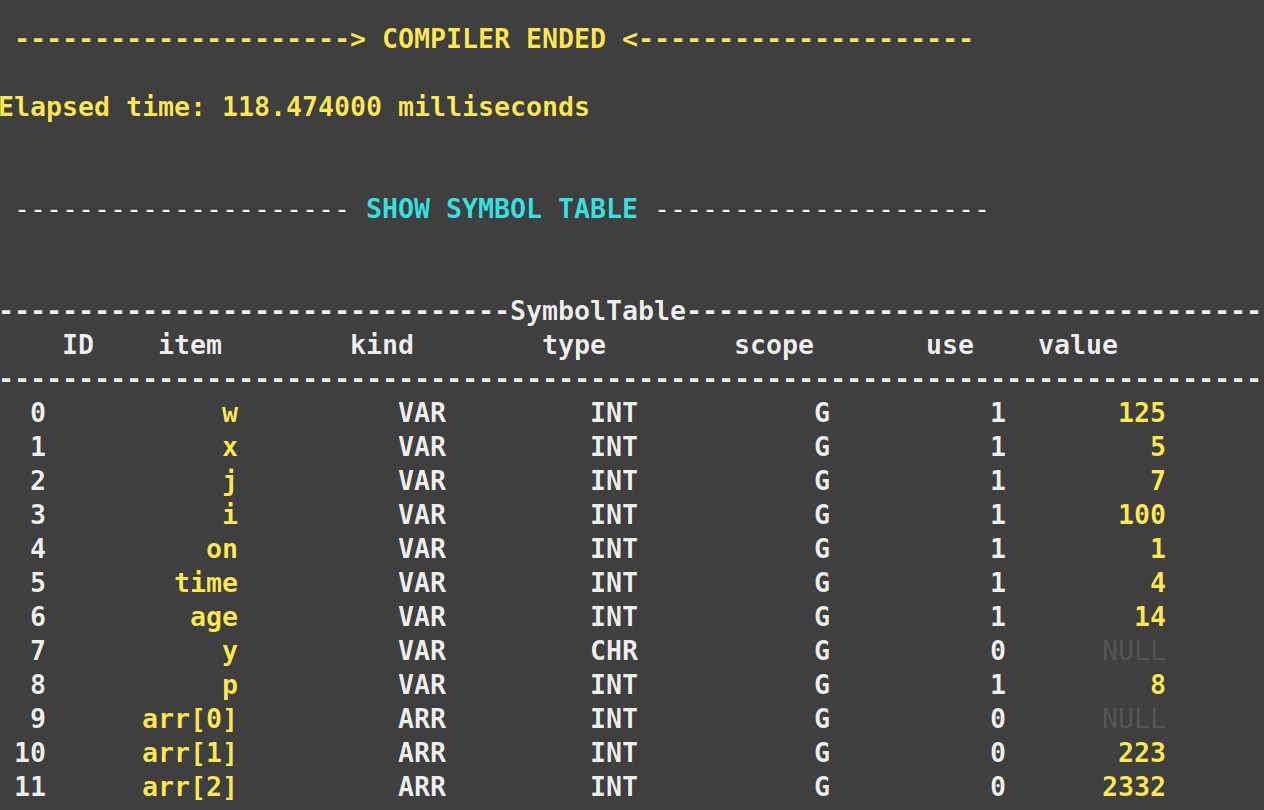 ---------------------> COMPILER ENDED <---------------------
Elapsed time: 118.474000 milliseconds
--------------------- SHOW SYMBOL TABLE ---------------------
--------------------------------SymbolTable------------------------------------
ID item kind type scope use value
-------------------------------------------------------------------------------
0 w VAR INT G 1 125
1 x VAR INT G 1 5
2 j VAR INT G 1 7
3 i VAR INT G 1 100
4 on VAR INT G 1 1
5 time VAR INT G 1 4
6 age VAR INT G 1 14
7 y VAR CHR G 0 NULL
8 p VAR INT G 1 8
9 arr[0] ARR INT G 0 NULL
10 arr[1] ARR INT G 0 223
11 arr[2] ARR INT G 0 2332